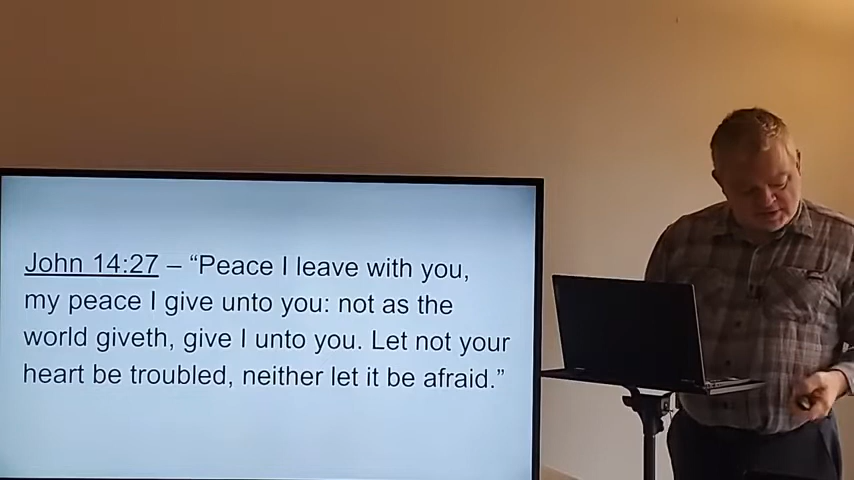 John 14:27 – “Peace I leave with you,
my peace I give unto you: not as the
world giveth, give I unto you. Let not your
heart be troubled, neither let it be afraid.”